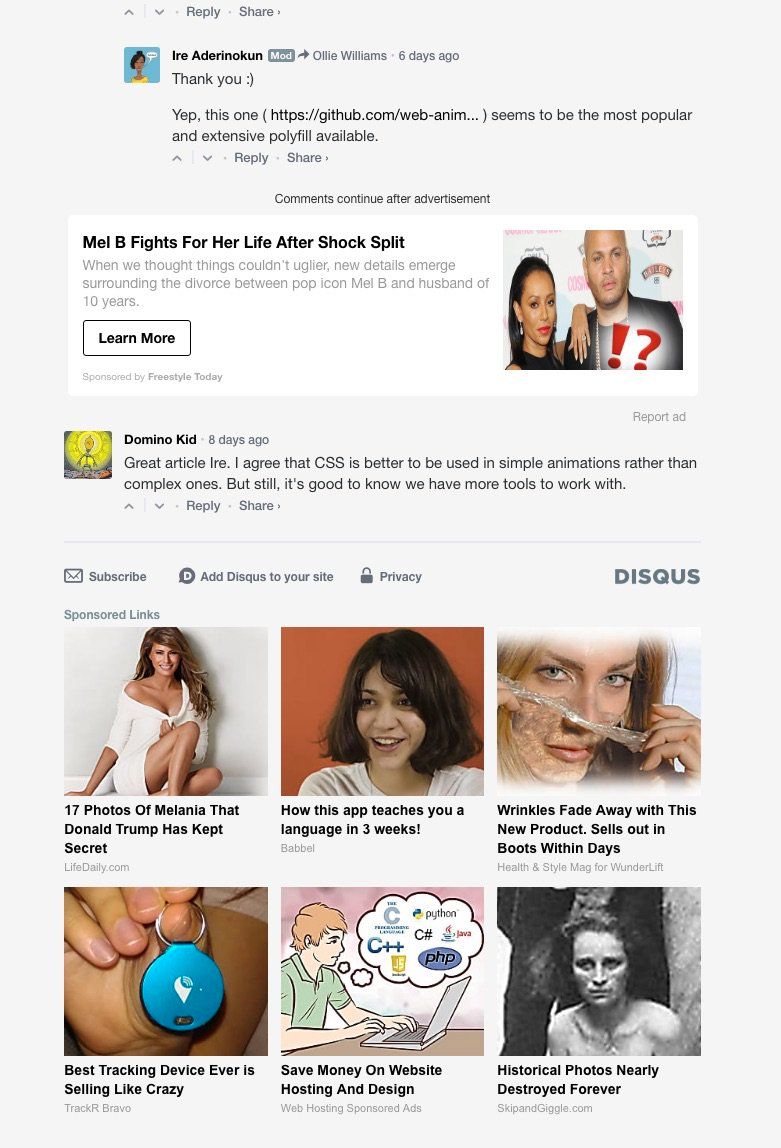 Reply Share ›
Ire Aderinokun Mod Ollie Williams • 6 days ago
Thank you :)
Yep, this one ( https://github.com/web-anim... ) seems to be the most popular
and extensive polyfill available.
Reply Share ›
Comments continue after advertisement
Mel B Fights For Her Life After Shock Split
When we thought things couldn't uglier, new details emerge
surrounding the divorce between pop icon Mel B and husband of
10 years.
!?
Learn More
Sponsored by Freestyle Today
Report ad
Domino Kid • 8 days ago
Great article Ire. I agree that CSS is better to be used in simple animations rather than
complex ones. But still, it's good to know we have more tools to work with.
Reply Share ›
Subscribe D Add Disqus to your site Privacy DISQUS
Sponsored Links
17 Photos Of Melania That
Donald Trump Has Kept
Secret
LifeDaily.com
How this app teaches you a
language in 3 weeks!
Babbel
Wrinkles Fade Away with This
New Product. Sells out in
Boots Within Days
Health & Style Mag for WunderLift
Best Tracking Device Ever is
Selling Like Crazy
TrackR Bravo
THE
C
PROGRAMMING
LANGUAGE
python
C++
C#
Java
JS
JavaScript
php
Save Money On Website
Hosting And Design
Web Hosting Sponsored Ads
Historical Photos Nearly
Destroyed Forever
SkipandGiggle.com